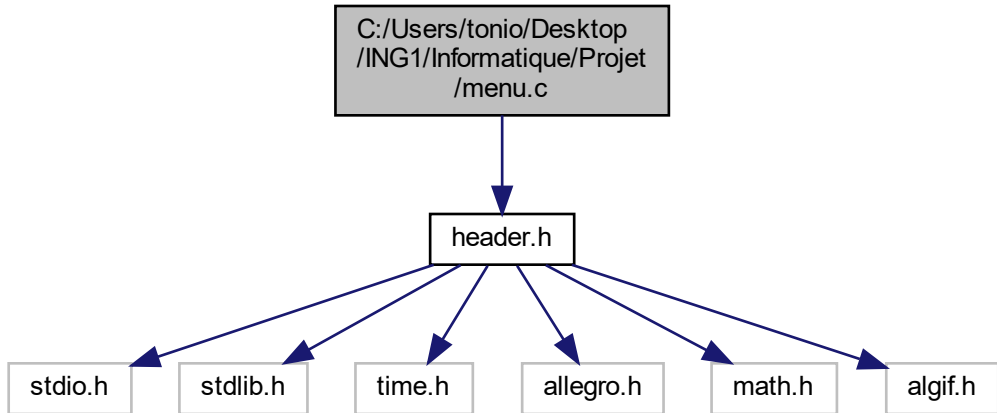 C:/Users/tonio/Desktop
/ING1/Informatique/Projet
/menu.c
header.h
stdio.h
stdlib.h
time.h
allegro.h
math.h
algif.h